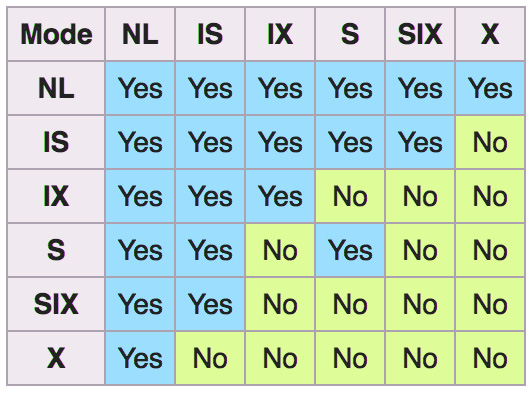 Mode NL IS IX S SIX X
NL Yes Yes Yes Yes Yes Yes
IS Yes Yes Yes Yes Yes No
IX Yes Yes Yes No No No
S Yes Yes No Yes No No
SIX Yes Yes No No No No
X Yes No No No No No